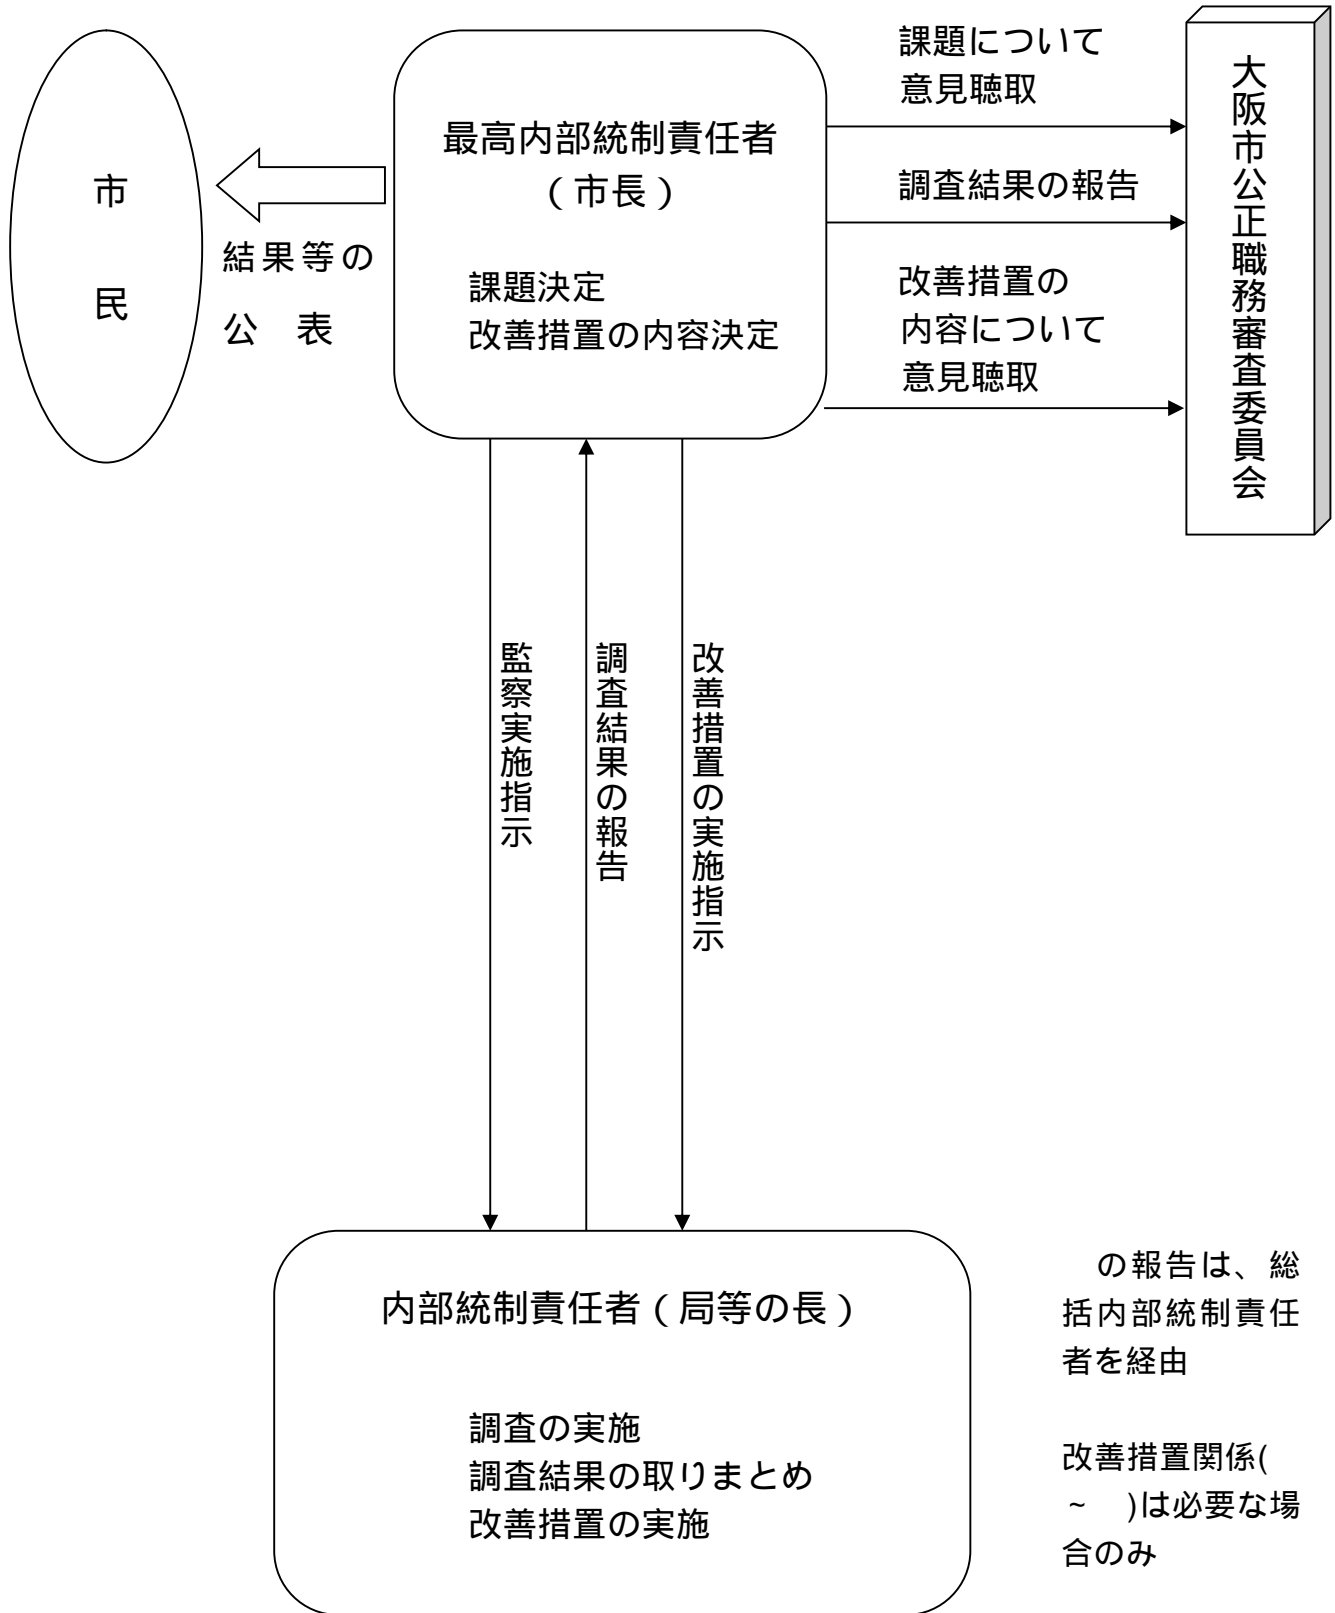 市
民
結果等の
公 表
最高内部統制責任者
（市長）
課題決定
改善措置の内容決定
課題について
意見聴取
調査結果の報告
改善措置の
内容について
意見聴取
大阪市公正職務審査委員会
監察実施指示
調査結果の報告
改善措置の実施指示
内部統制責任者（局等の長）
調査の実施
調査結果の取りまとめ
改善措置の実施
の報告は、総
括内部統制責任
者を経由
改善措置関係(
~ )は必要な場
合のみ